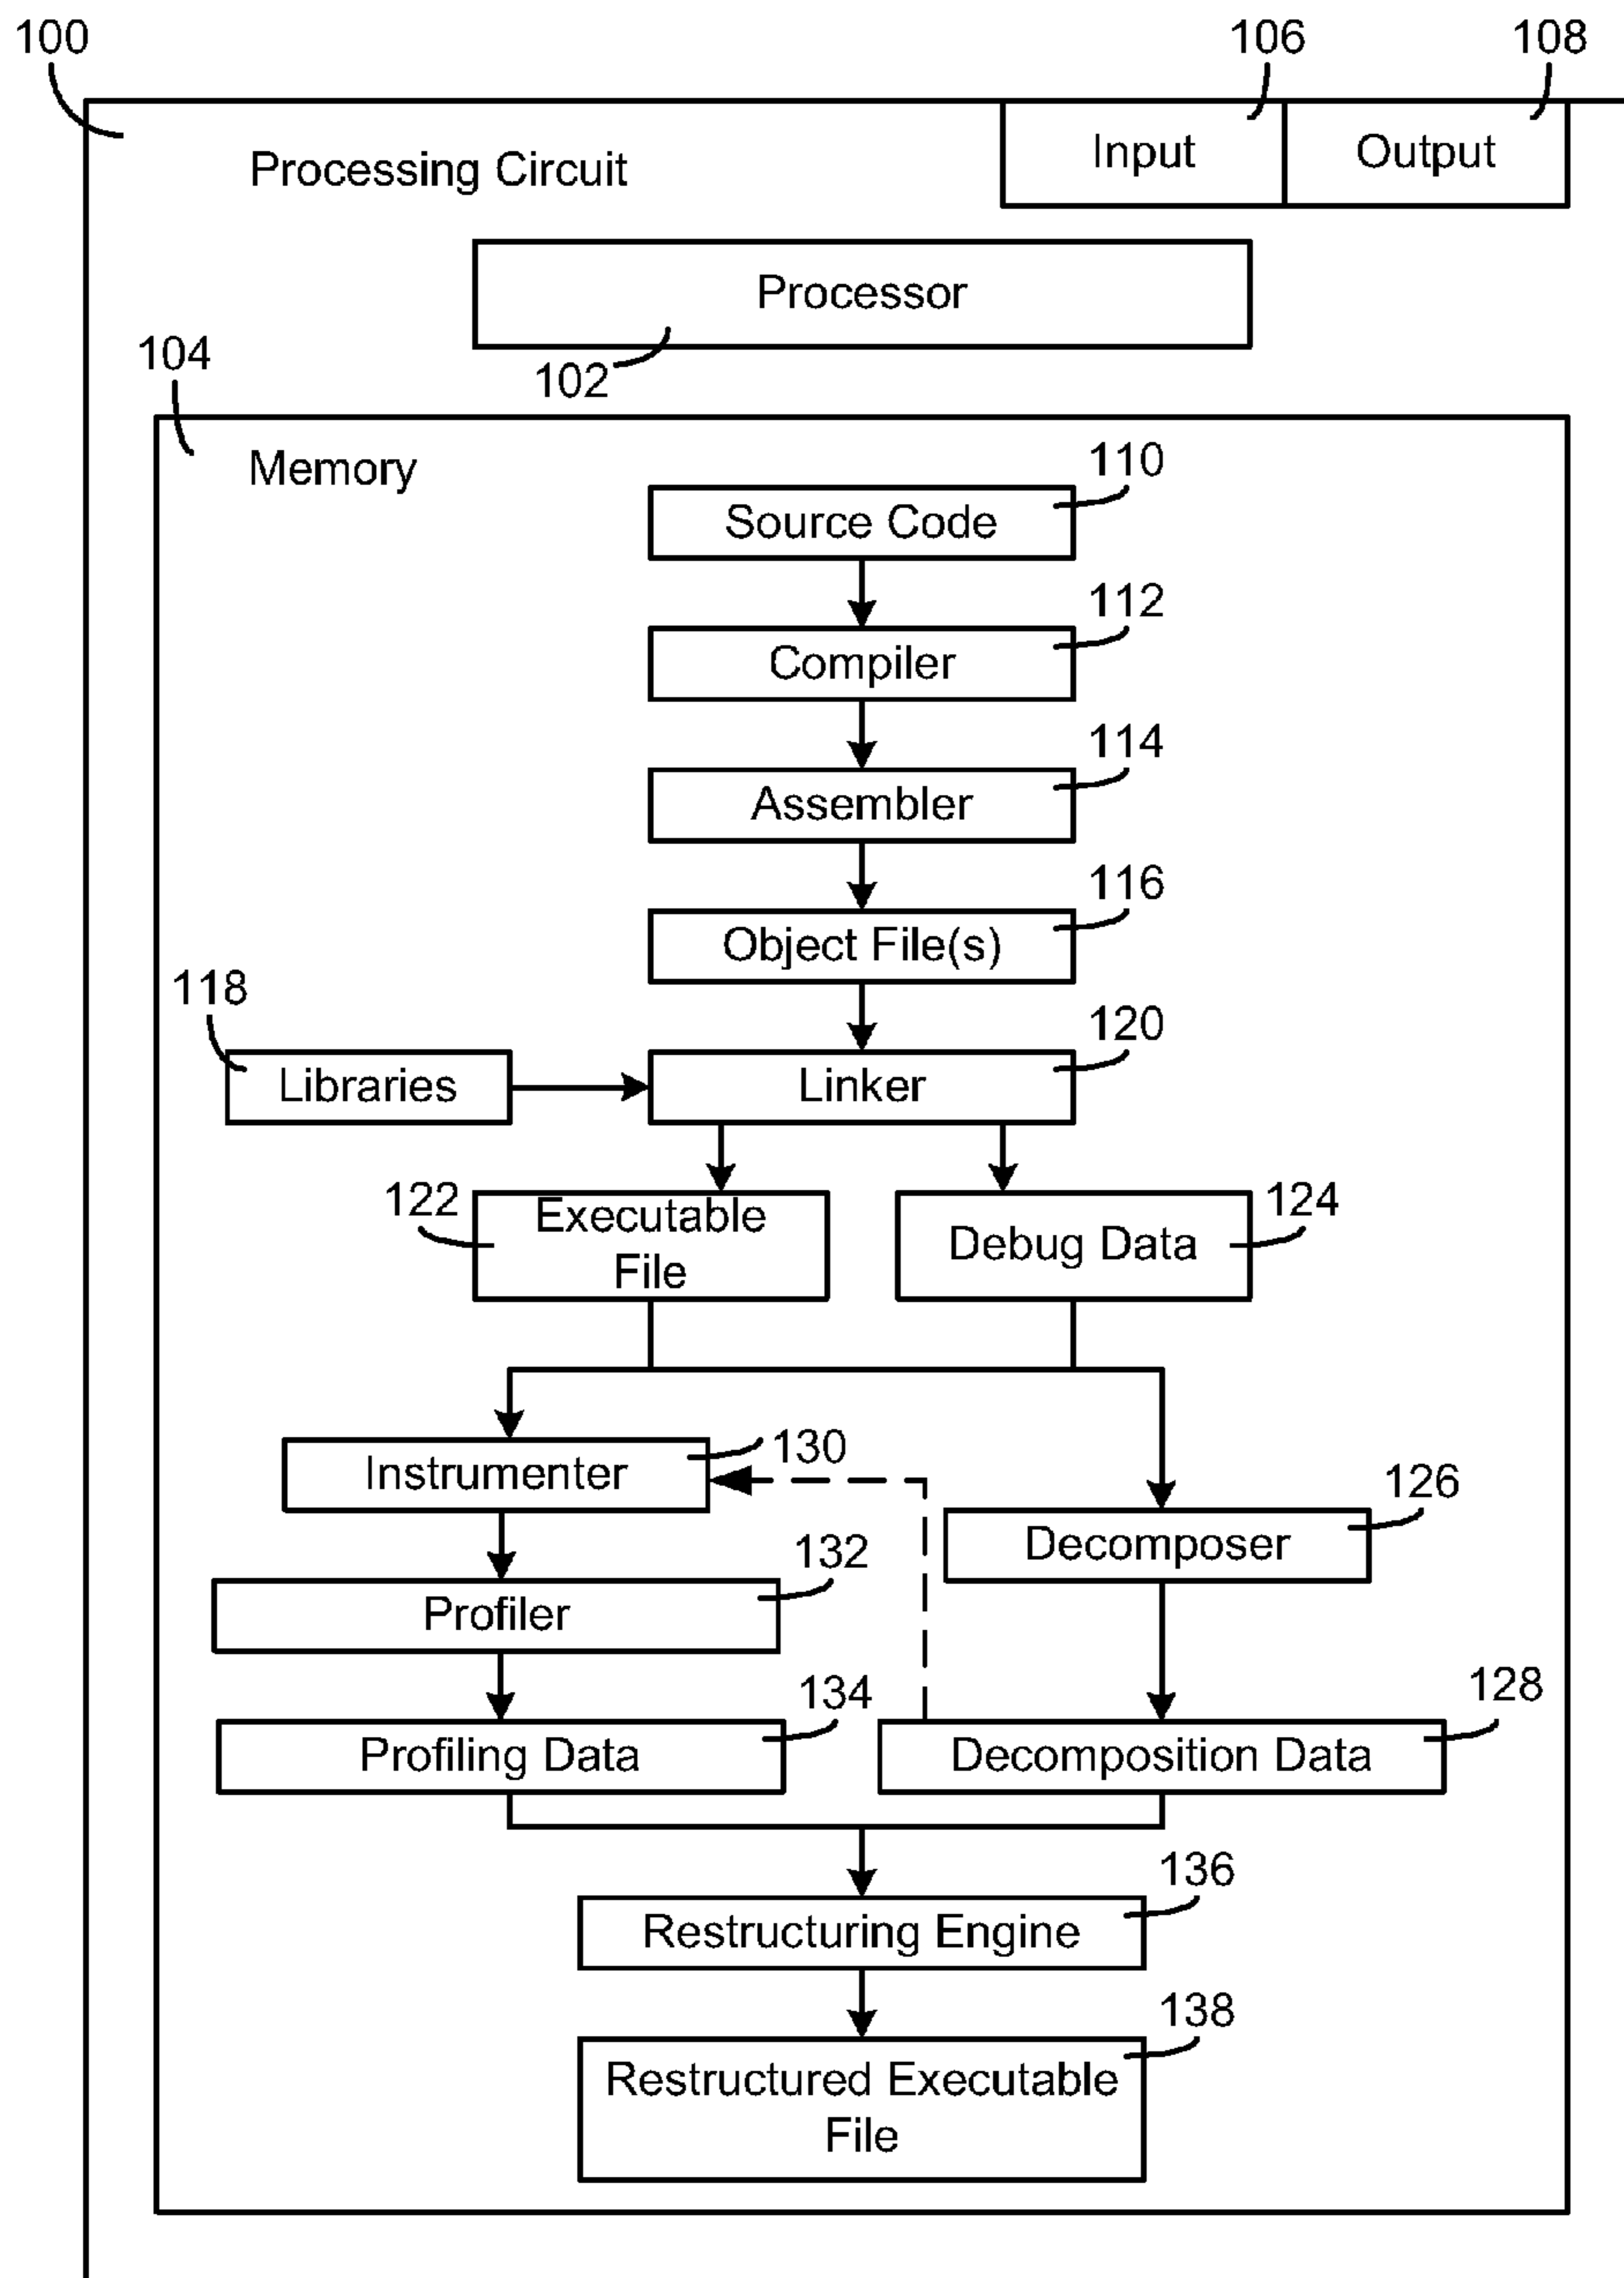 100
106
108
Processing Circuit
Input
Output
Processor
102
104
Memory
110
Source Code
112
Compiler
114
Assembler
116
Object File(s)
118
120
Libraries
Linker
122
Executable
File
124
Debug Data
130
Instrumenter
126
Decomposer
132
Profiler
134
128
Profiling Data
Decomposition Data
136
Restructuring Engine
138
Restructured Executable
File